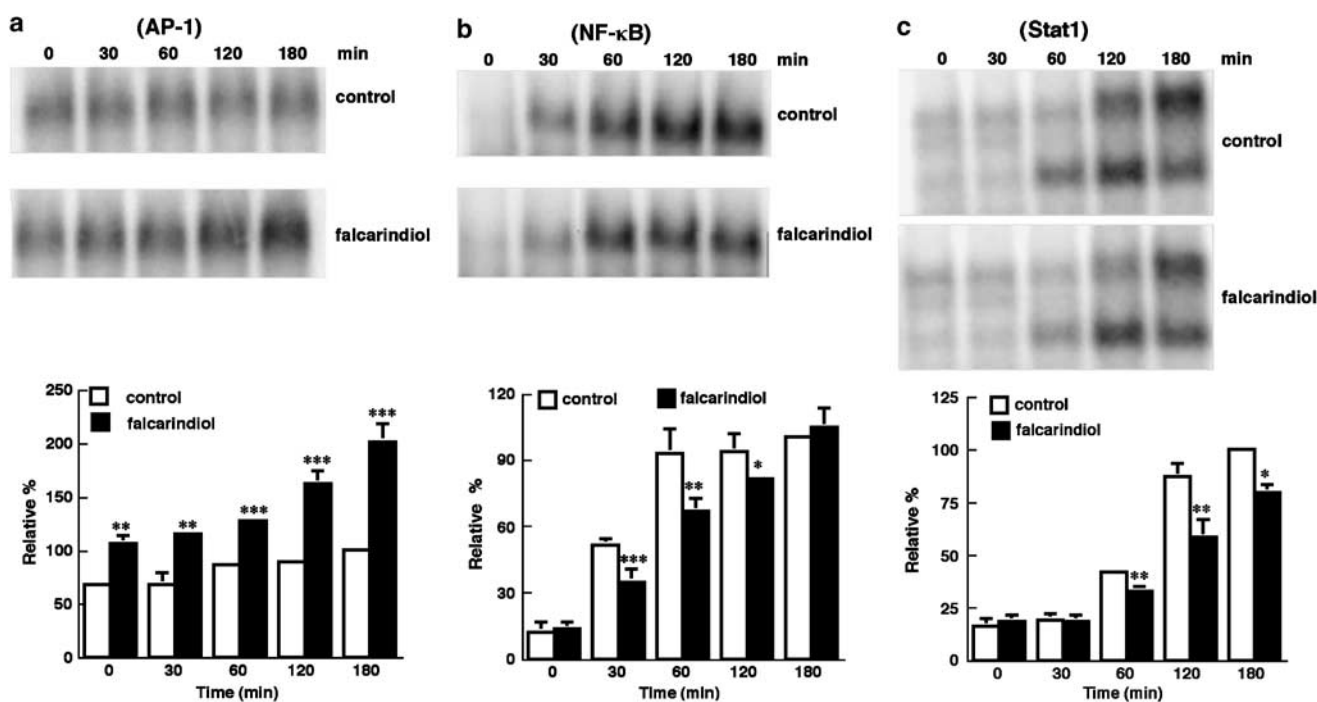 a (AP-1)
0 30 60 120 180 min
control
falcarindiol
250
200
150
100
50
0
Relative %
control
falcarindiol
** ** *** *** ***
0 30 60 120 180
Time (min)
b (NF-κB)
0 30 60 120 180 min
control
falcarindiol
120
90
60
30
0
Relative %
control falcarindiol
*** ** *
0 30 60 120 180
Time (min)
c (Stat1)
0 30 60 120 180 min
control
falcarindiol
125
100
75
50
25
0
Relative %
control
falcarindiol
** ** *
0 30 60 120 180
Time (min)